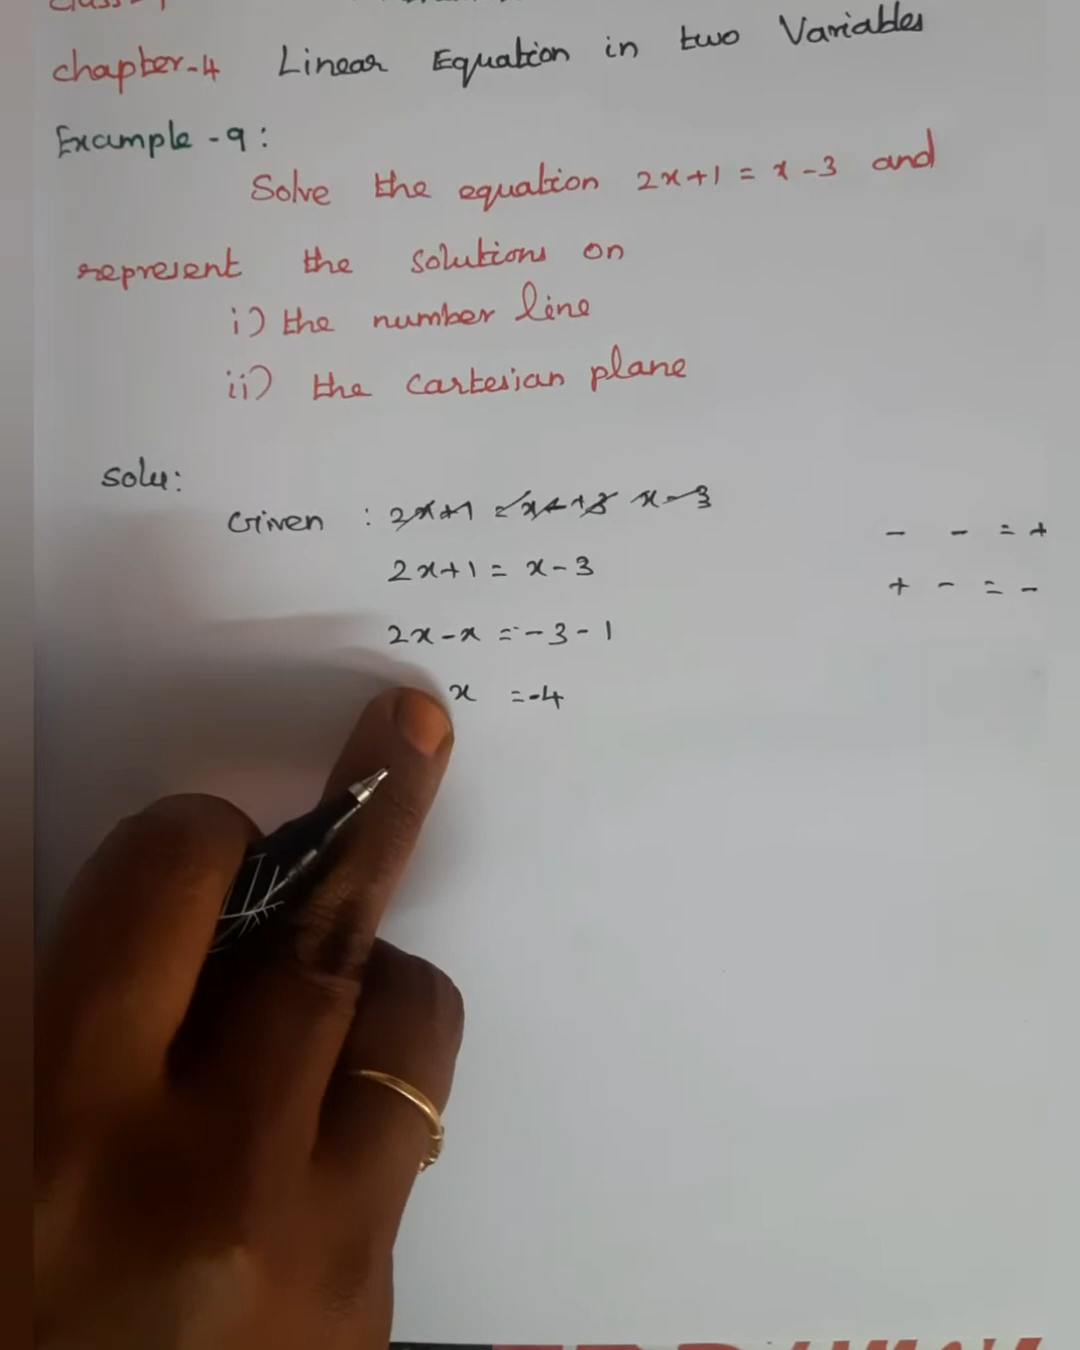 chapter-4 Linear Equation in two Variables
Example-9:
Solve the equation 2x+1 = x-3 and
represent the solutions on
i) the number line
ii) the cartesian plane
Solu:
Given :
2x+1 = x-3
2x-x = -3-1
x = -4
- - = +
+ - = -